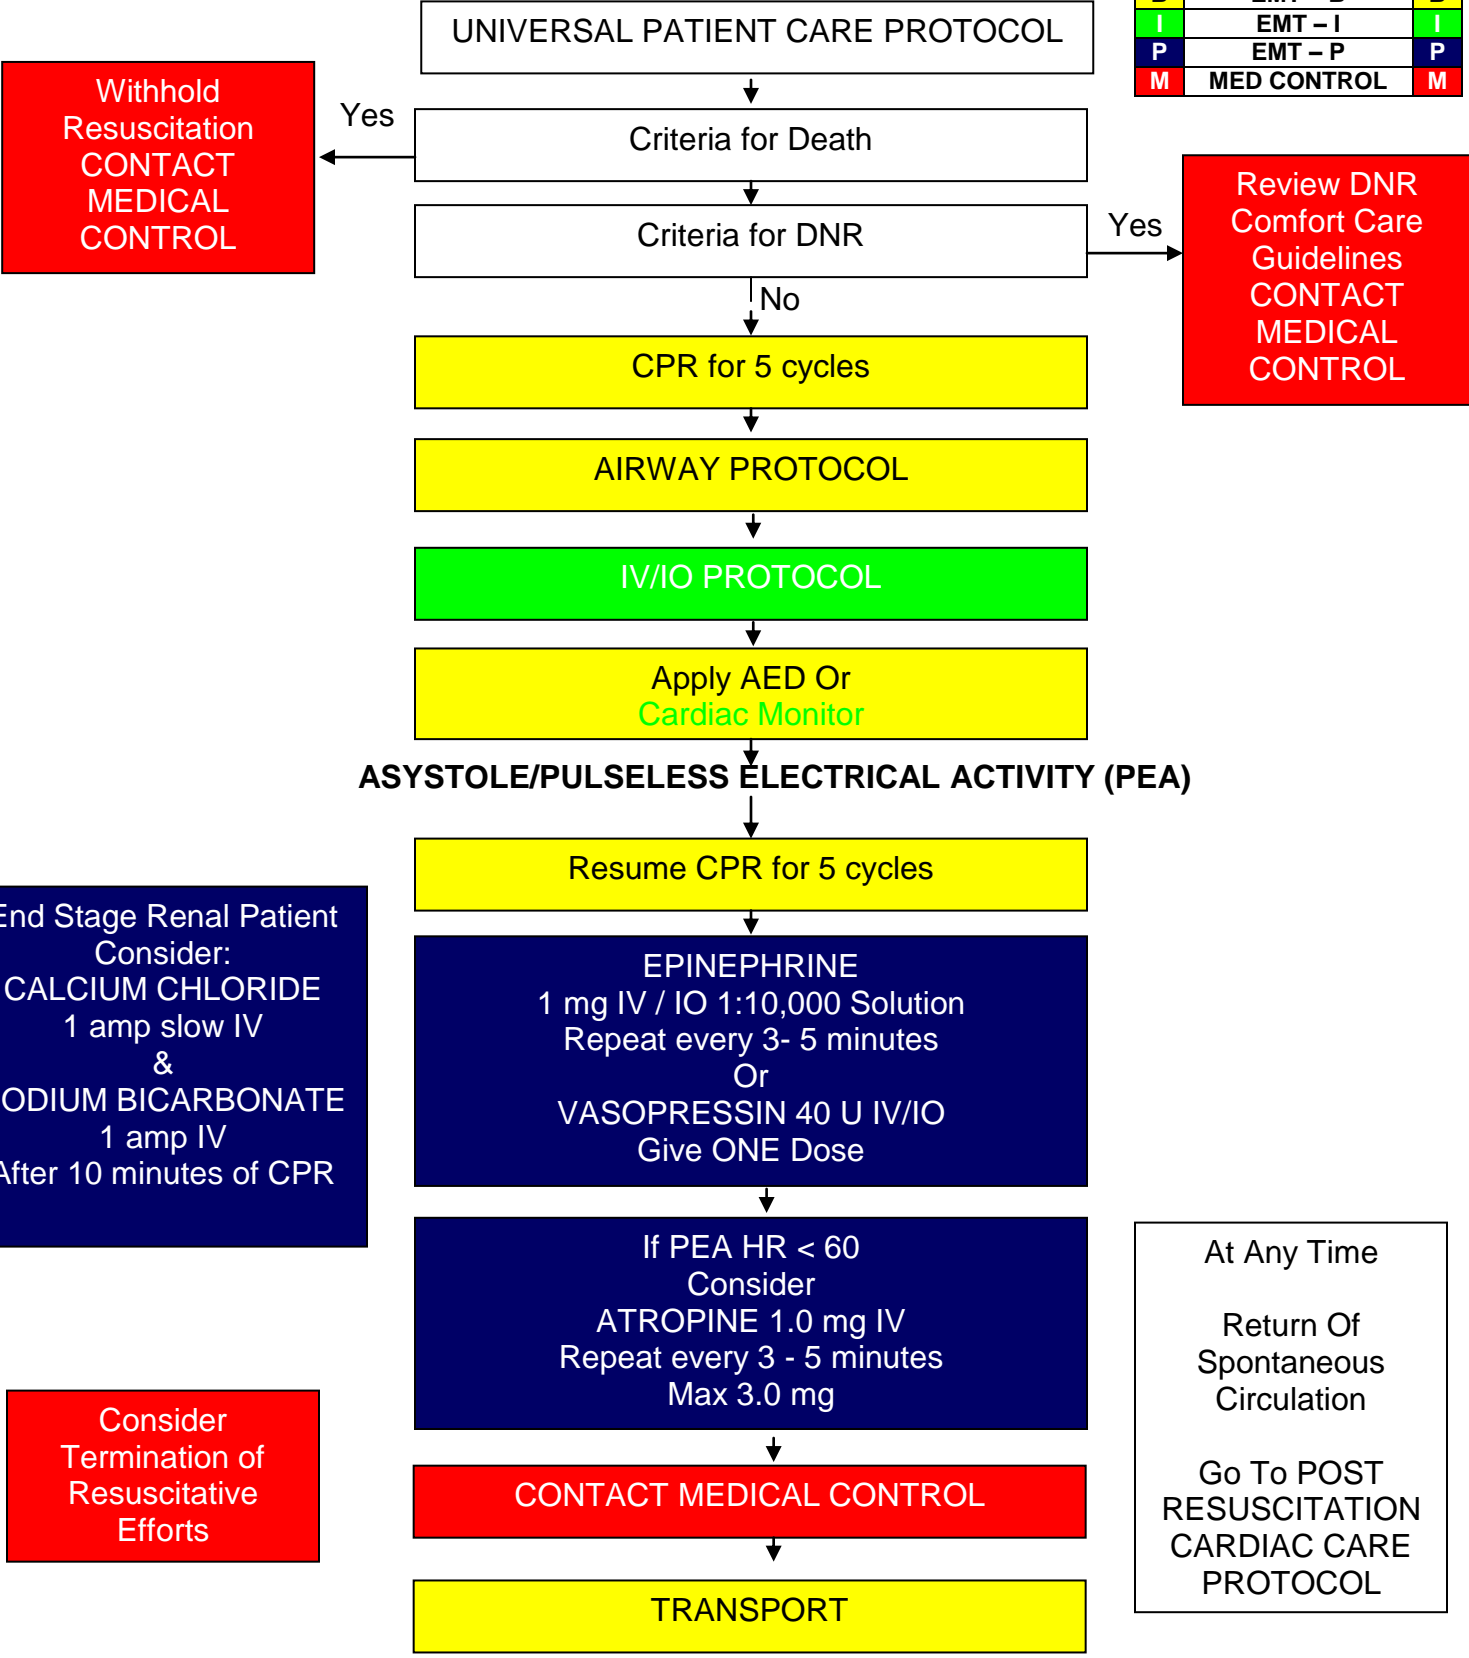 UNIVERSAL PATIENT CARE PROTOCOL
B EMT – B B
I EMT – I I
P EMT – P P
M MED CONTROL M
Withhold
Resuscitation
CONTACT
MEDICAL
CONTROL
Yes
Criteria for Death
Criteria for DNR
Yes
Review DNR
Comfort Care
Guidelines
CONTACT
MEDICAL
CONTROL
No
CPR for 5 cycles
AIRWAY PROTOCOL
IV/IO PROTOCOL
Apply AED Or
Cardiac Monitor
ASYSTOLE/PULSELESS ELECTRICAL ACTIVITY (PEA)
Resume CPR for 5 cycles
End Stage Renal Patient
Consider:
CALCIUM CHLORIDE
1 amp slow IV
&
ODIUM BICARBONATE
1 amp IV
After 10 minutes of CPR
EPINEPHRINE
1 mg IV / IO 1:10,000 Solution
Repeat every 3- 5 minutes
Or
VASOPRESSIN 40 U IV/IO
Give ONE Dose
If PEA HR < 60
Consider
ATROPINE 1.0 mg IV
Repeat every 3 - 5 minutes
Max 3.0 mg
At Any Time
Return Of
Spontaneous
Circulation
Go To POST
RESUSCITATION
CARDIAC CARE
PROTOCOL
Consider
Termination of
Resuscitative
Efforts
CONTACT MEDICAL CONTROL
TRANSPORT